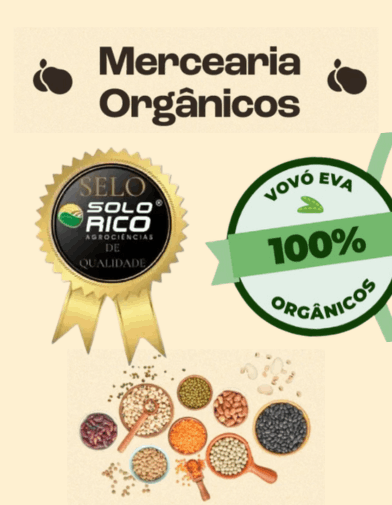 Mercearia
Orgânicos
SELO
SOLO®
RICO
AGROCIÊNCIAS
DE
QUALIDADE
VOVÓ EVA
100%
ORGÂNICOS